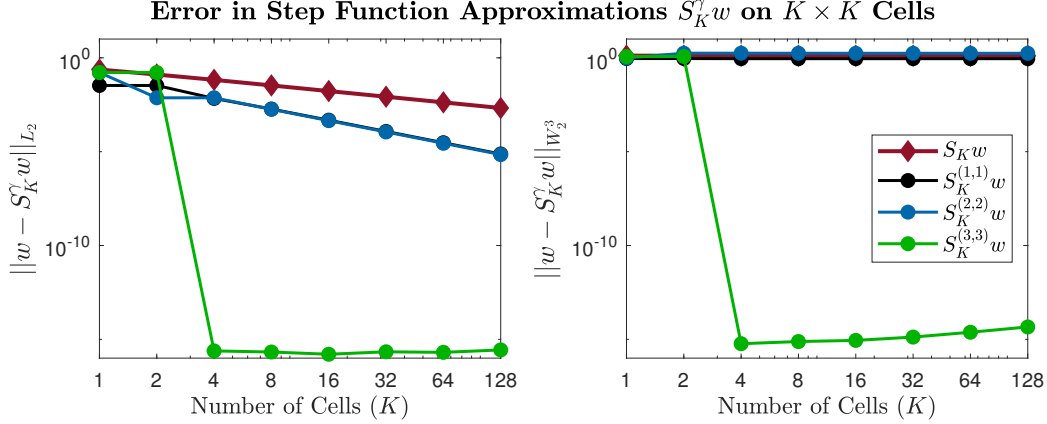 Error in Step Function Approximations $S_K^{\gamma} w$ on $K \times K$ Cells
$||w - S_K^{\gamma} w||_{L_2}$
10^0
10^{-10}
1 2 4 8 16 32 64 128
Number of Cells ($K$)
$||w - S_K^{\gamma} w||_{W_2^3}$
10^0
10^{-10}
$S_K w$
$S_K^{(1,1)} w$
$S_K^{(2,2)} w$
$S_K^{(3,3)} w$
1 2 4 8 16 32 64 128
Number of Cells ($K$)